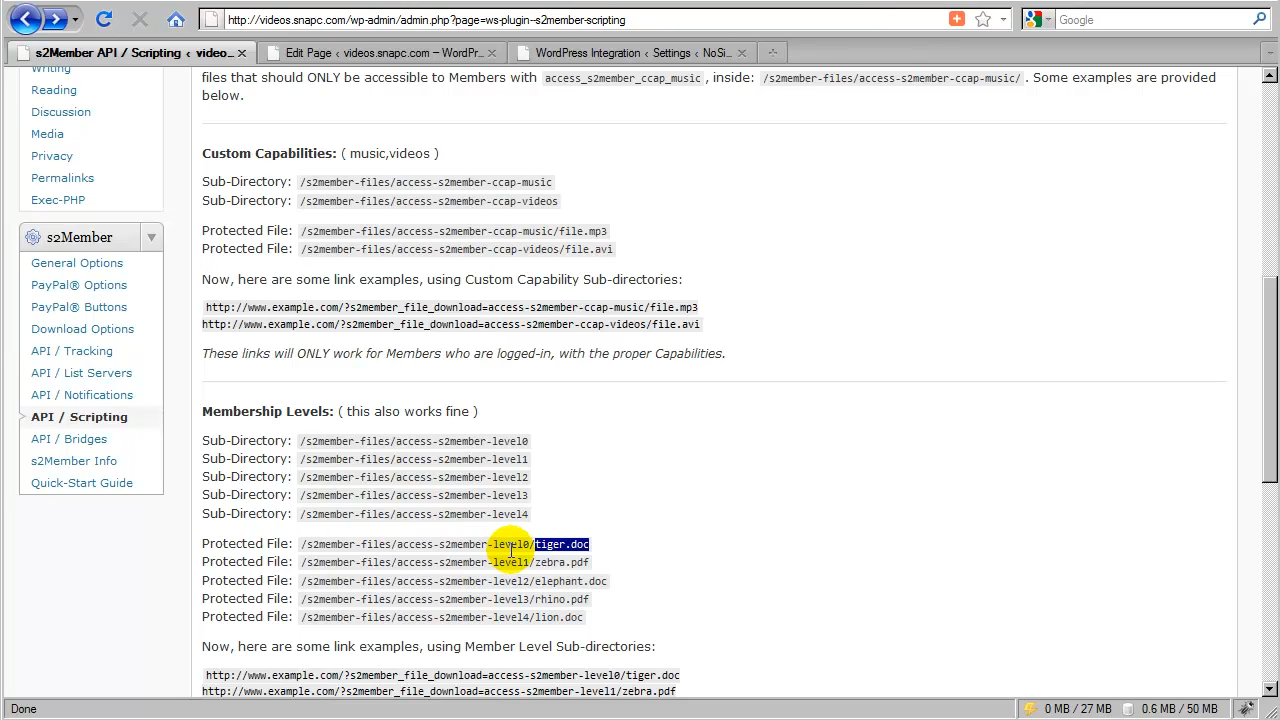 http://videos.snapc.com/wp-admin/admin.php?page=ws-plugin--s2member-scripting
Google
s2Member API / Scripting ‹ video...
Edit Page ‹ videos.snapc.com — WordPr...
WordPress Integration ‹ Settings ‹ NoSi...
Writing
Reading
Discussion
Media
Privacy
Permalinks
Exec-PHP
s2Member
General Options
PayPal® Options
PayPal® Buttons
Download Options
API / Tracking
API / List Servers
API / Notifications
API / Scripting
API / Bridges
s2Member Info
Quick-Start Guide
files that should ONLY be accessible to Members with access_s2member_ccap_music , inside: /s2member-files/access-s2member-ccap-music/ . Some examples are provided
below.
Custom Capabilities: ( music,videos )
Sub-Directory: /s2member-files/access-s2member-ccap-music
Sub-Directory: /s2member-files/access-s2member-ccap-videos
Protected File: /s2member-files/access-s2member-ccap-music/file.mp3
Protected File: /s2member-files/access-s2member-ccap-videos/file.avi
Now, here are some link examples, using Custom Capability Sub-directories:
http://www.example.com/?s2member_file_download=access-s2member-ccap-music/file.mp3
http://www.example.com/?s2member_file_download=access-s2member-ccap-videos/file.avi
These links will ONLY work for Members who are logged-in, with the proper Capabilities.
Membership Levels: ( this also works fine )
Sub-Directory: /s2member-files/access-s2member-level0
Sub-Directory: /s2member-files/access-s2member-level1
Sub-Directory: /s2member-files/access-s2member-level2
Sub-Directory: /s2member-files/access-s2member-level3
Sub-Directory: /s2member-files/access-s2member-level4
Protected File: /s2member-files/access-s2member-level0/tiger.doc
Protected File: /s2member-files/access-s2member-level1/zebra.pdf
Protected File: /s2member-files/access-s2member-level2/elephant.doc
Protected File: /s2member-files/access-s2member-level3/rhino.pdf
Protected File: /s2member-files/access-s2member-level4/lion.doc
Now, here are some link examples, using Member Level Sub-directories:
http://www.example.com/?s2member_file_download=access-s2member-level0/tiger.doc
http://www.example.com/?s2member_file_download=access-s2member-level1/zebra.pdf
Done
0 MB / 27 MB
0.6 MB / 50 MB